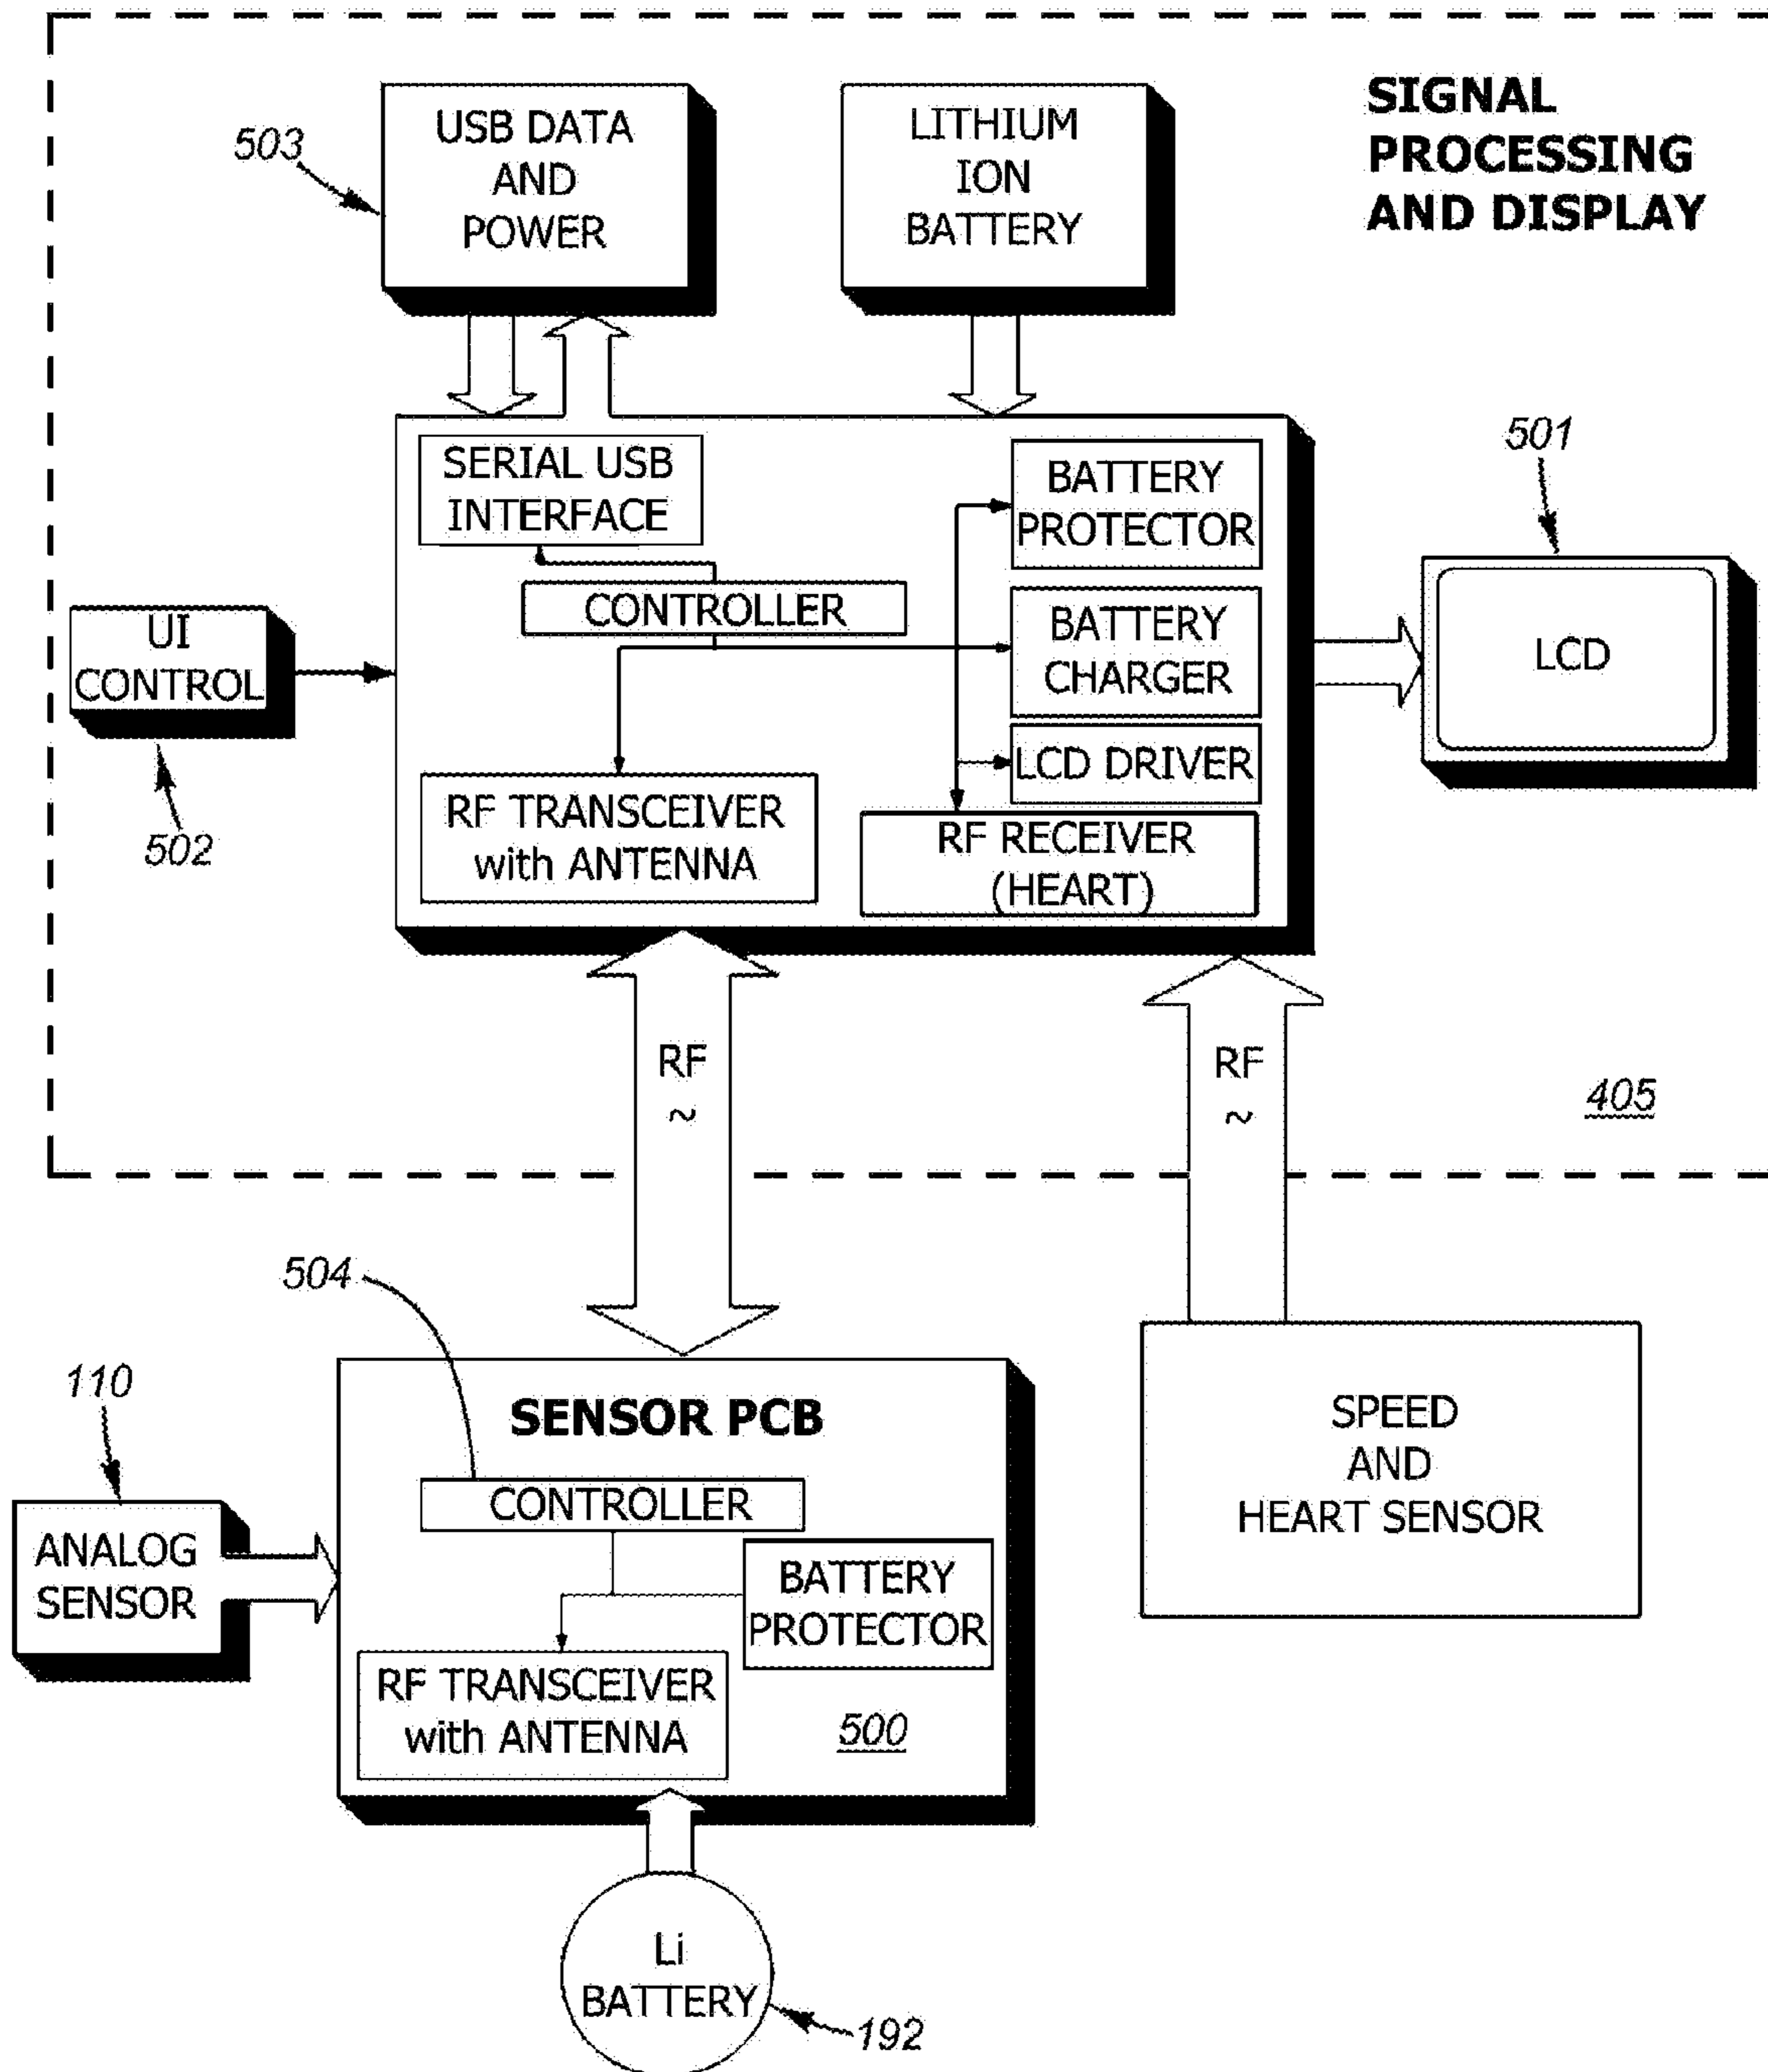 SIGNAL
PROCESSING
AND DISPLAY
503
USB DATA
AND
POWER
LITHIUM
ION
BATTERY
501
SERIAL USB
INTERFACE
BATTERY
PROTECTOR
CONTROLLER
BATTERY
CHARGER
UI
CONTROL
LCD
LCD DRIVER
502
RF TRANSCEIVER
with ANTENNA
RF RECEIVER
(HEART)
RF
~
RF
~
405
504
110
SENSOR PCB
CONTROLLER
ANALOG
SENSOR
BATTERY
PROTECTOR
RF TRANSCEIVER
with ANTENNA
500
SPEED
AND
HEART SENSOR
Li
BATTERY
192